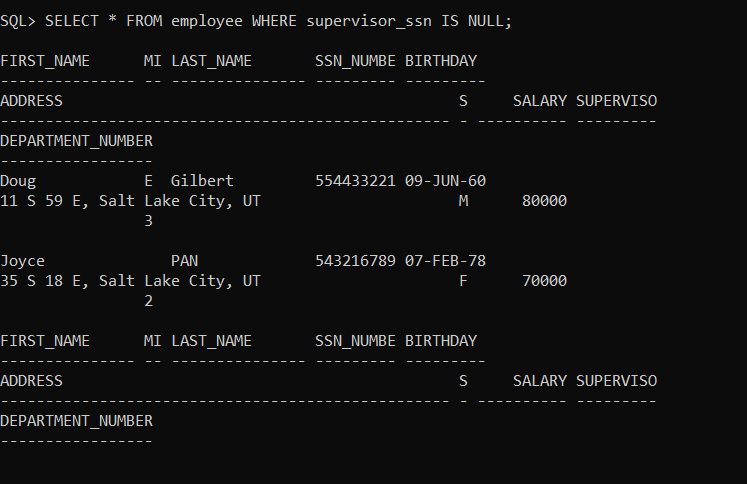 SQL> SELECT * FROM employee WHERE supervisor_ssn IS NULL;
FIRST_NAME      MI LAST_NAME       SSN_NUMBE BIRTHDAY
--------------- -- --------------- --------- ---------
ADDRESS                                            S     SALARY SUPERVISO
-------------------------------------------------- - ---------- ---------
DEPARTMENT_NUMBER
-----------------
Doug            E  Gilbert         554433221 09-JUN-60
11 S 59 E, Salt Lake City, UT                      M      80000
                3
Joyce              PAN             543216789 07-FEB-78
35 S 18 E, Salt Lake City, UT                      F      70000
                2
FIRST_NAME      MI LAST_NAME       SSN_NUMBE BIRTHDAY
--------------- -- --------------- --------- ---------
ADDRESS                                            S     SALARY SUPERVISO
-------------------------------------------------- - ---------- ---------
DEPARTMENT_NUMBER
-----------------